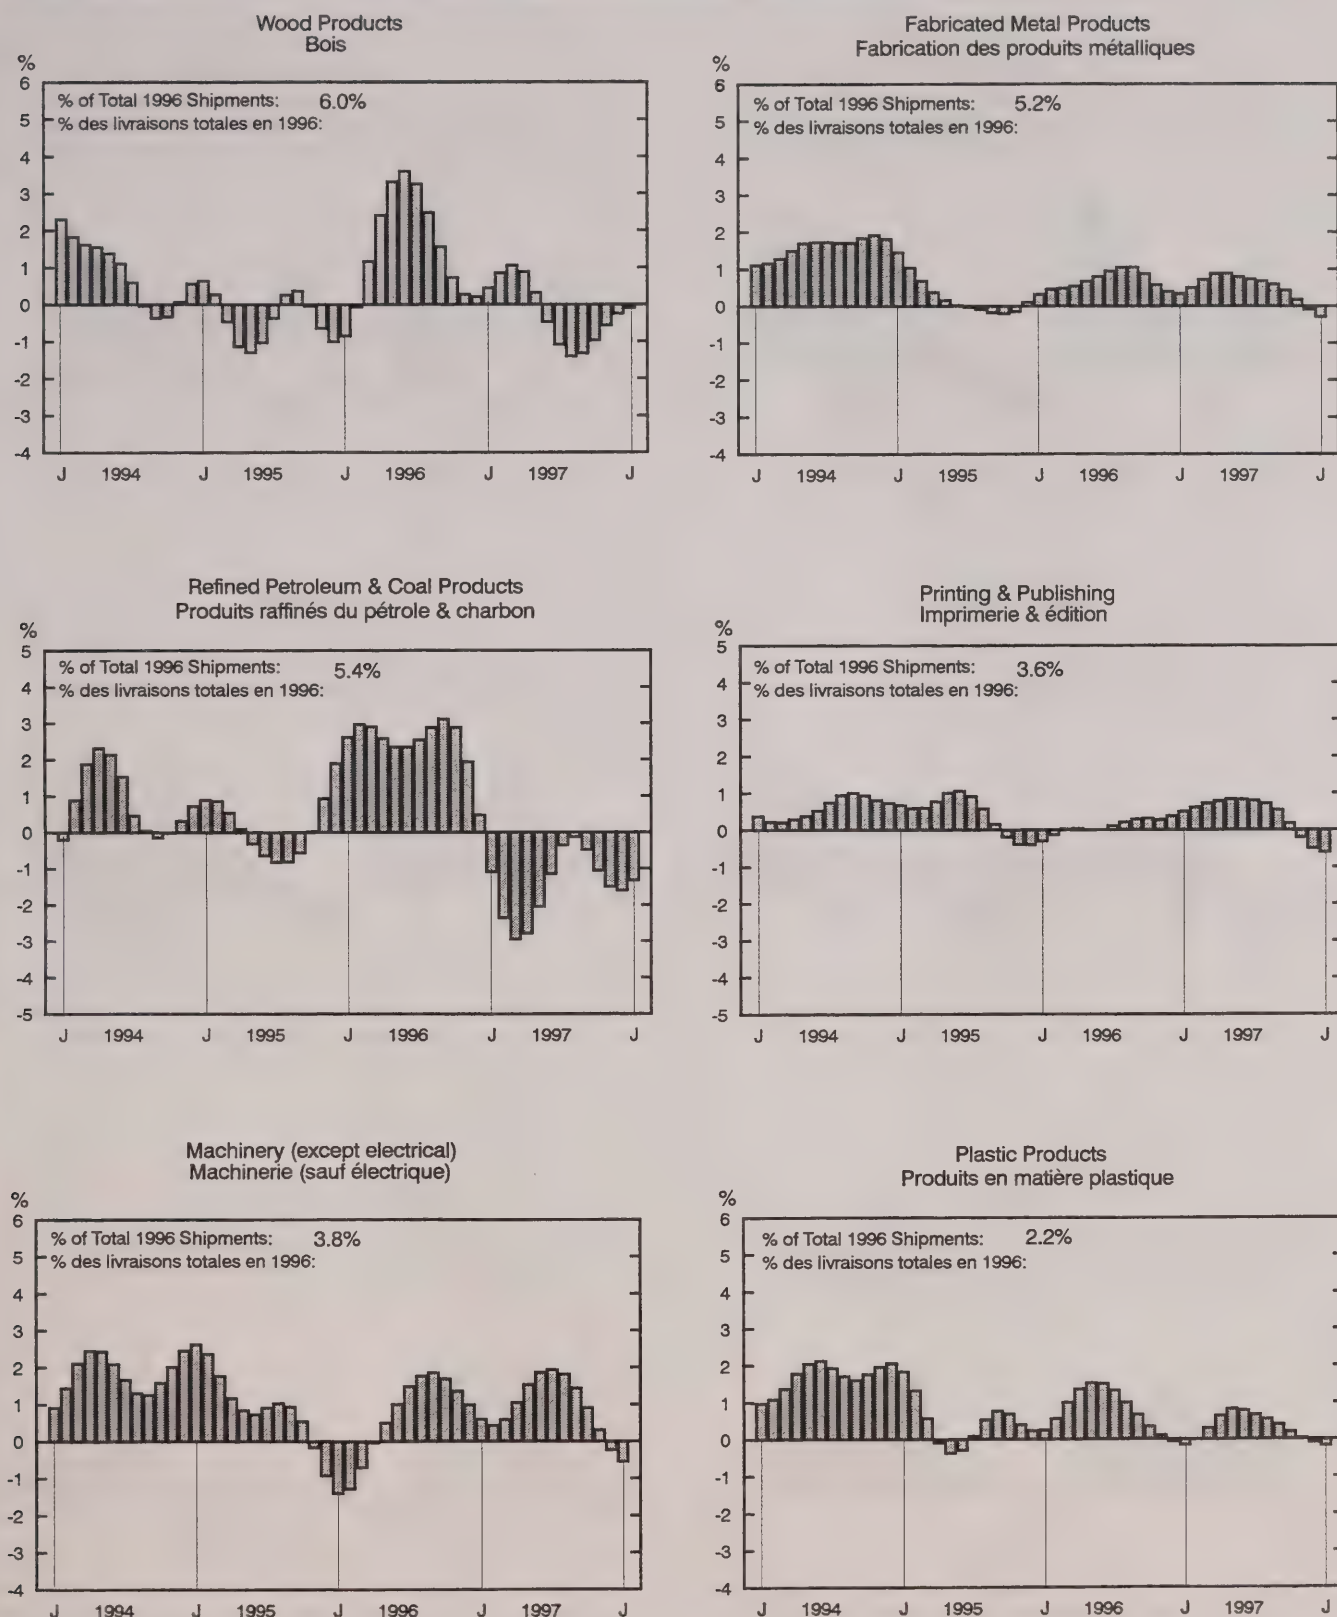 Wood Products
Bois
%
6
5
4
3
2
1
0
-1
-2
-3
-4
% of Total 1996 Shipments: 6.0%
% des livraisons totales en 1996:
J 1994 J 1995 J 1996 J 1997 J
Fabricated Metal Products
Fabrication des produits métalliques
%
6
5
4
3
2
1
0
-1
-2
-3
-4
% of Total 1996 Shipments: 5.2%
% des livraisons totales en 1996:
J 1994 J 1995 J 1996 J 1997 J
Refined Petroleum & Coal Products
Produits raffinés du pétrole & charbon
%
5
4
3
2
1
0
-1
-2
-3
-4
-5
% of Total 1996 Shipments: 5.4%
% des livraisons totales en 1996:
J 1994 J 1995 J 1996 J 1997 J
Printing & Publishing
Imprimerie & édition
%
5
4
3
2
1
0
-1
-2
-3
-4
-5
% of Total 1996 Shipments: 3.6%
% des livraisons totales en 1996:
J 1994 J 1995 J 1996 J 1997 J
Machinery (except electrical)
Machinerie (sauf électrique)
%
6
5
4
3
2
1
0
-1
-2
-3
-4
% of Total 1996 Shipments: 3.8%
% des livraisons totales en 1996:
J 1994 J 1995 J 1996 J 1997 J
Plastic Products
Produits en matière plastique
%
6
5
4
3
2
1
0
-1
-2
-3
-4
% of Total 1996 Shipments: 2.2%
% des livraisons totales en 1996:
J 1994 J 1995 J 1996 J 1997 J